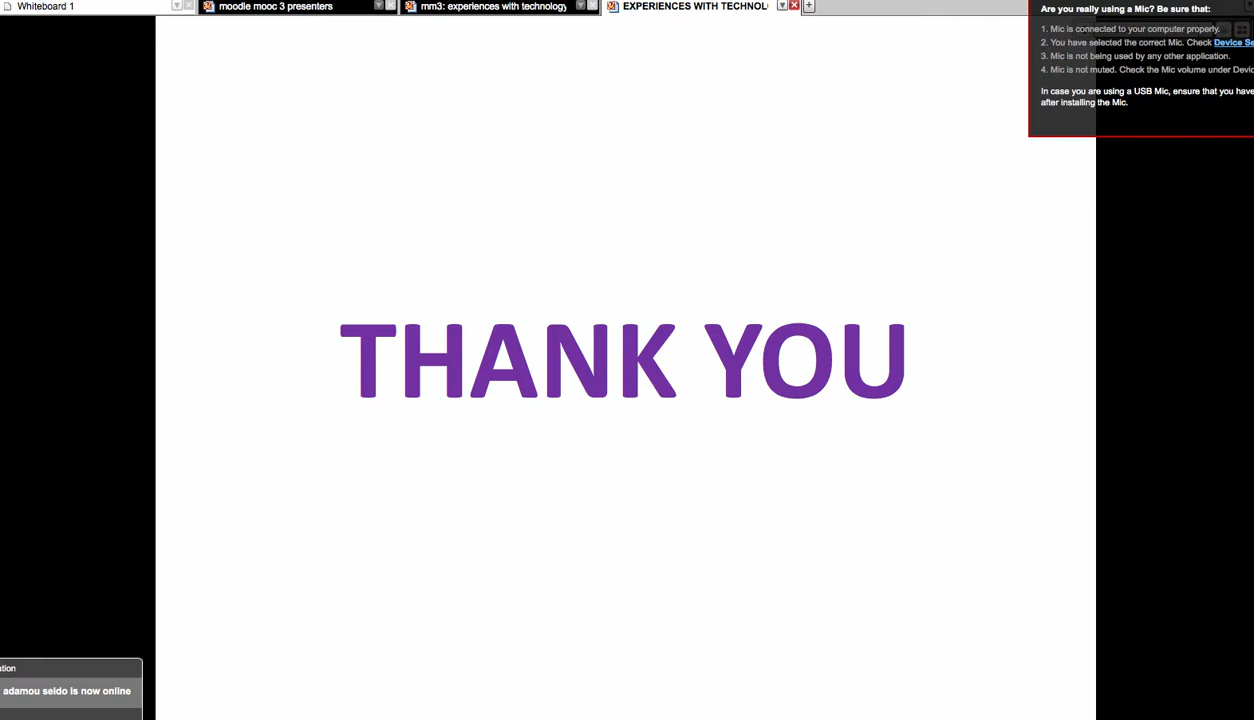 Whiteboard 1
moodle mooc 3 presenters
mm3: experiences with technology
EXPERIENCES WITH TECHNOL
Are you really using a Mic? Be sure that:
1. Mic is connected to your computer properly.
2. You have selected the correct Mic. Check Device Se
3. Mic is not being used by any other application.
4. Mic is not muted. Check the Mic volume under Devic
In case you are using a USB Mic, ensure that you have
after installing the Mic.
THANK YOU
ation
adamou seido is now online